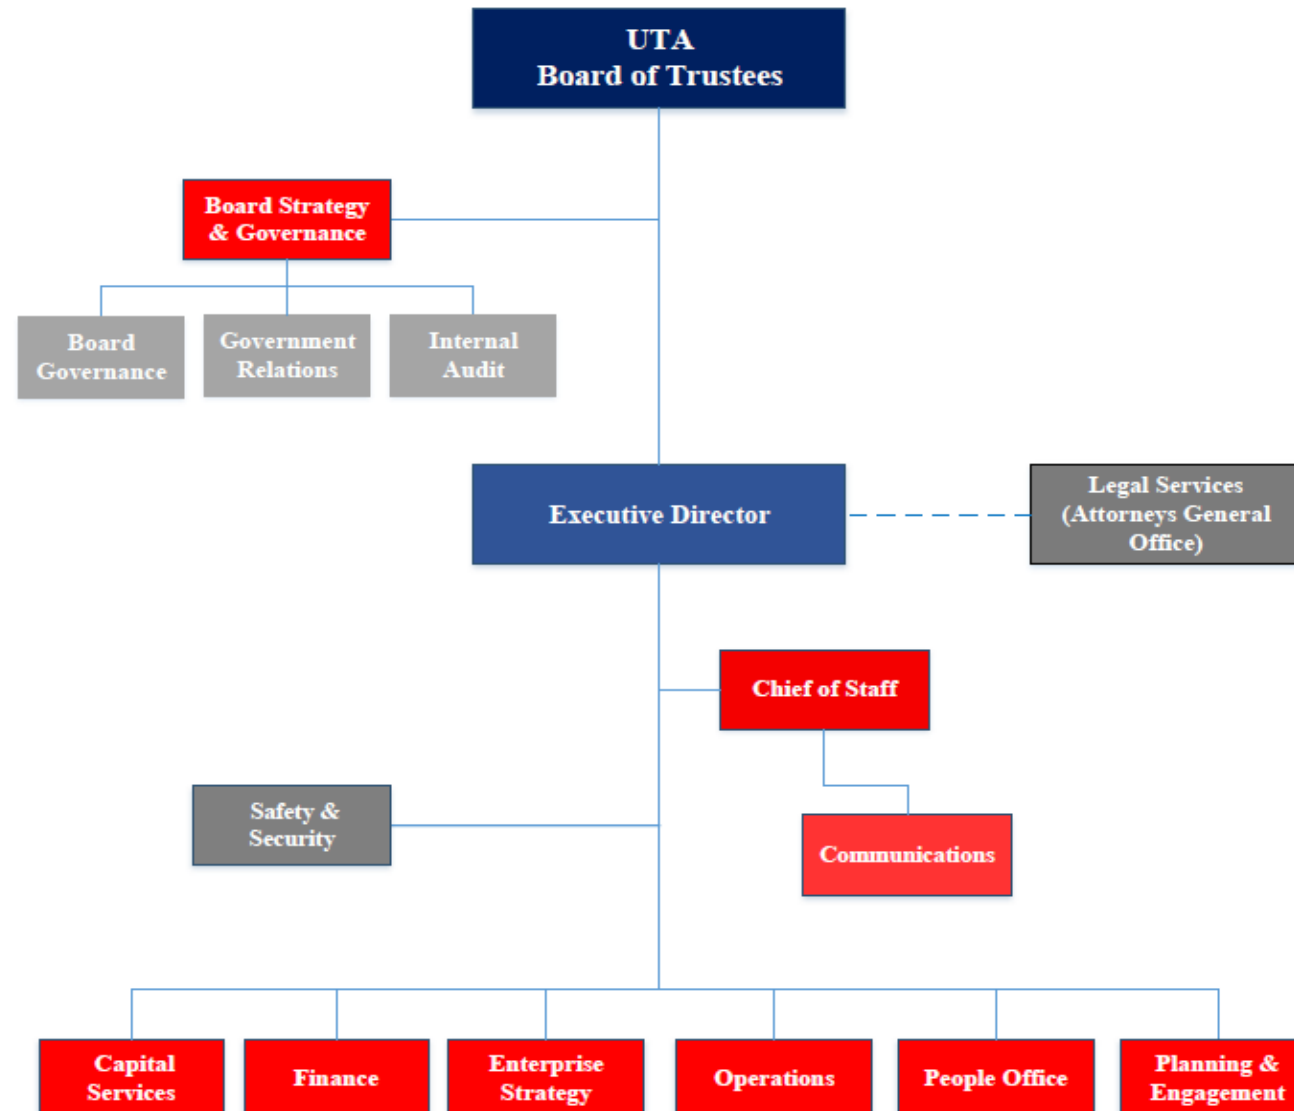 UTA
Board of Trustees
Board Strategy
& Governance
Board
Governance
Government
Relations
Internal
Audit
Executive Director
Legal Services
(Attorneys General
Office)
Chief of Staff
Safety &
Security
Communications
Capital
Services
Finance
Enterprise
Strategy
Operations
People Office
Planning &
Engagement